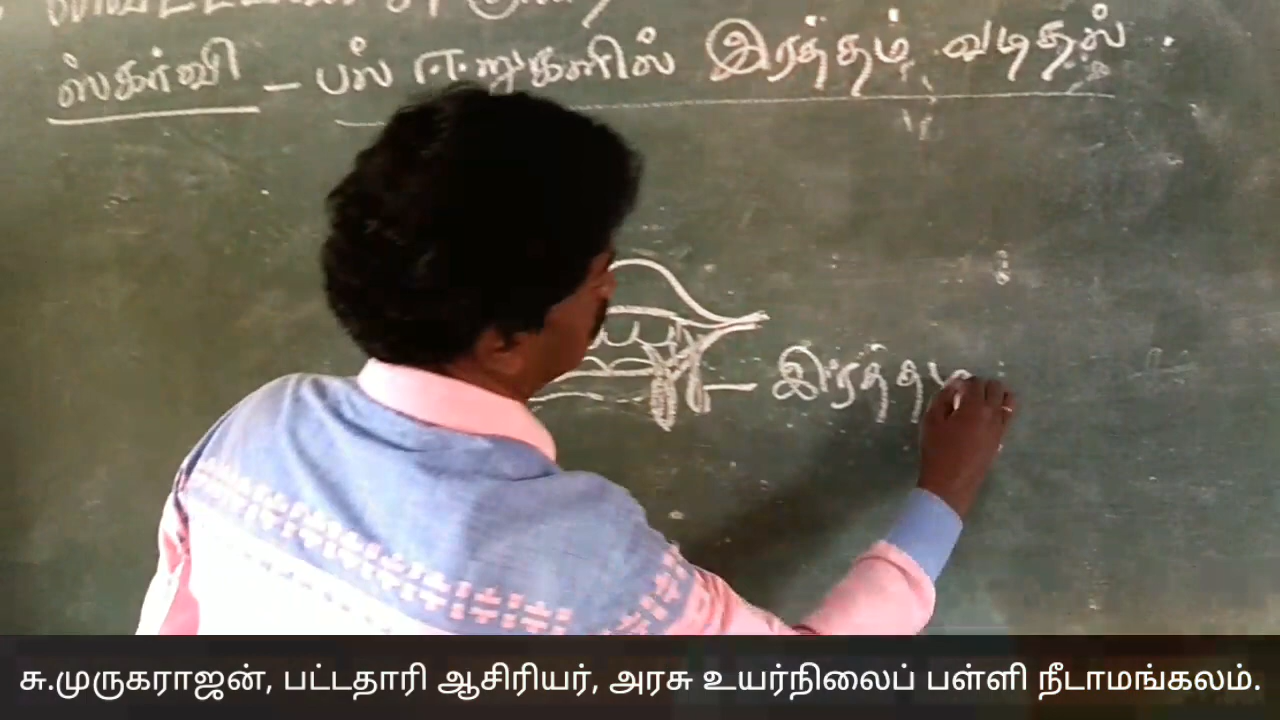 ஸ்கர்வி – பல் ஈறுகளில் இரத்தம் வடிதல் .
– இரத்தம
சு.முருகராஜன், பட்டதாரி ஆசிரியர், அரசு உயர்நிலைப் பள்ளி நீடாமங்கலம்.